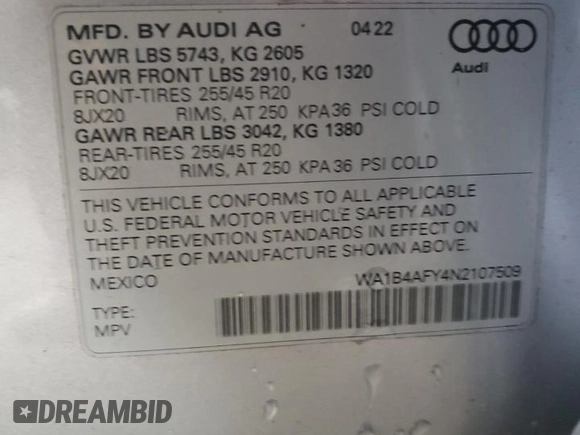 MFD. BY AUDI AG 04 22
GVWR LBS 5743, KG 2605
GAWR FRONT LBS 2910, KG 1320
Audi
FRONT-TIRES 255/45 R20
8JX20 RIMS, AT 250 KPA 36 PSI COLD
GAWR REAR LBS 3042, KG 1380
REAR-TIRES 255/45 R20
8JX20 RIMS, AT 250 KPA 36 PSI COLD
THIS VEHICLE CONFORMS TO ALL APPLICABLE
U.S. FEDERAL MOTOR VEHICLE SAFETY AND
THEFT PREVENTION STANDARDS IN EFFECT ON
DATE OF MANUFACTURE SHOWN ABOVE.
MEXICO WA1B4AFY4N2107509
TYPE:
MPV
DREAMBID